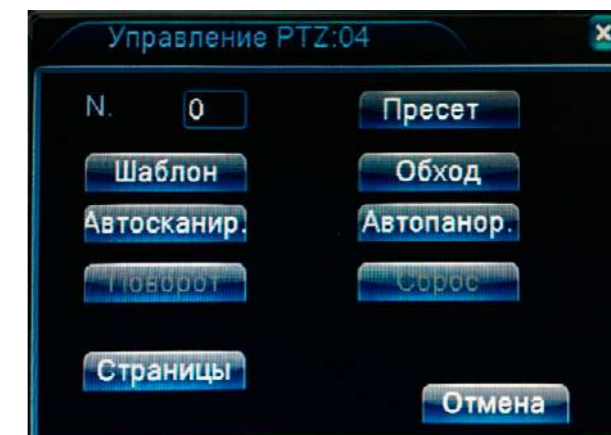 Управление PTZ:04
N. 0 Пресет
Шаблон Обход
Автосканир. Автопанор.
Поворот Сброс
Страницы
Отмена